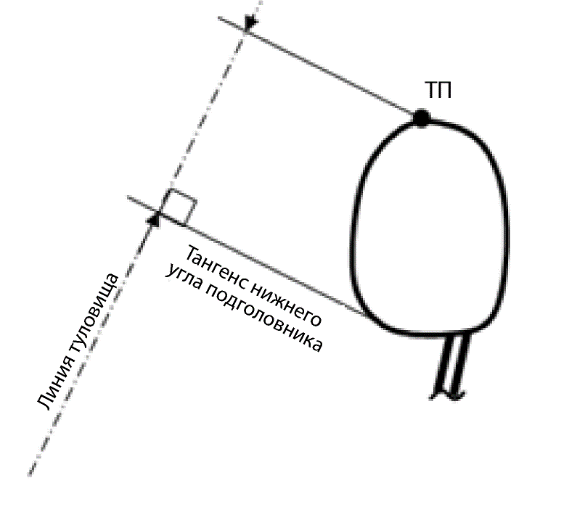 ТП
Тангенс нижнего
угла подголовника
Линия туловища